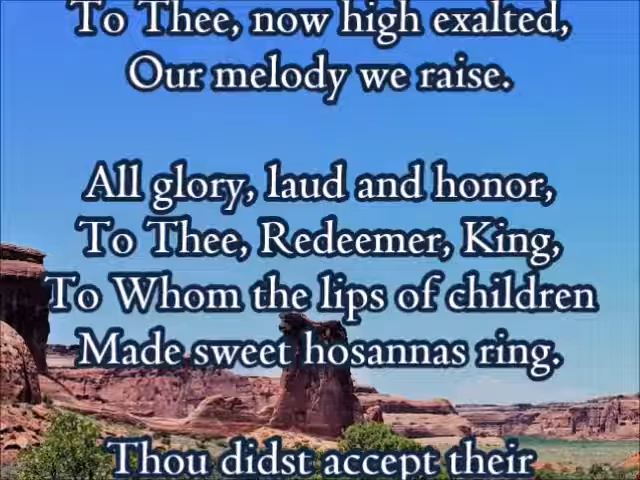 To Thee, now high exalted,
Our melody we raise.
All glory, laud and honor,
To Thee, Redeemer, King,
To Whom the lips of children
Made sweet hosannas ring.
Thou didst accept their